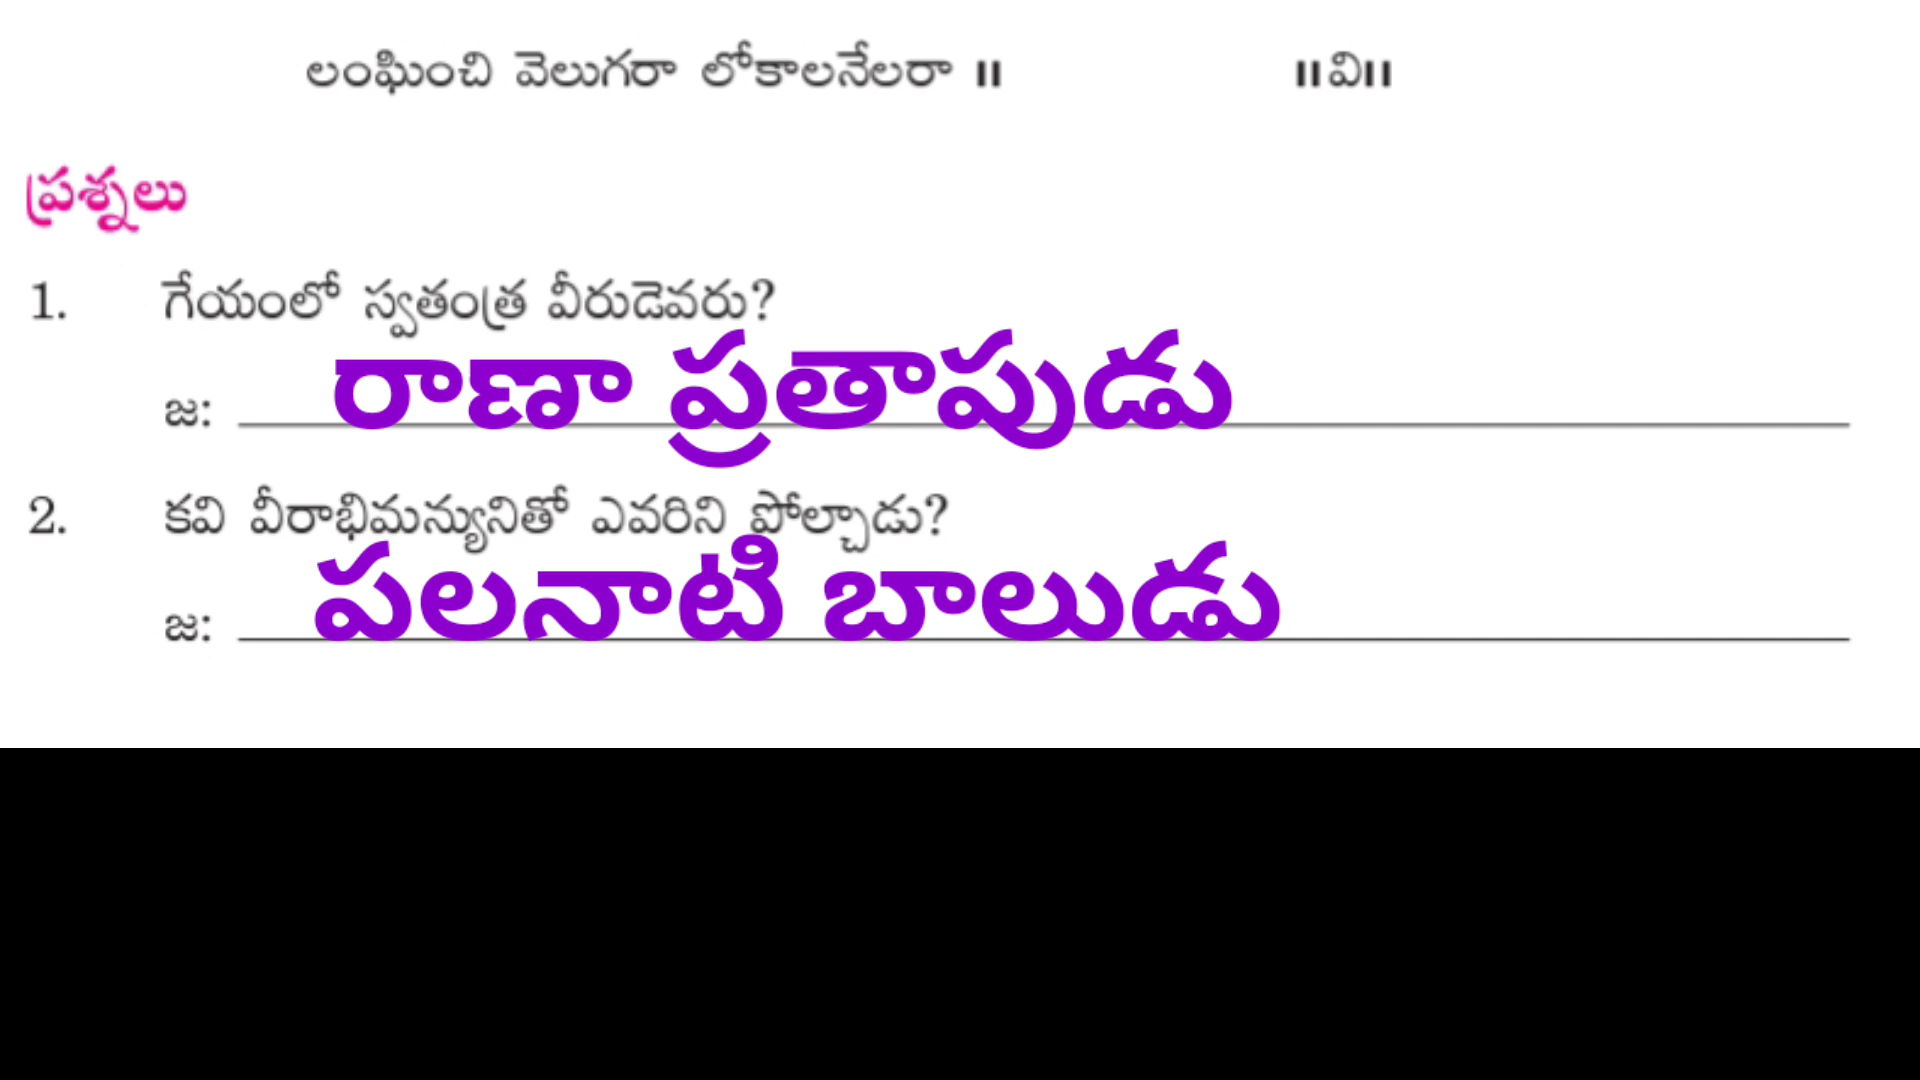 లంఘించి వెలుగరా లోకాలనేలరా ॥ ॥వి॥
ప్రశ్నలు
1. గేయంలో స్వతంత్ర వీరుడెవరు?
జ: రాణా ప్రతాపుడు
2. కవి వీరాభిమన్యునితో ఎవరిని పోల్చాడు?
జ: పలనాటి బాలుడు